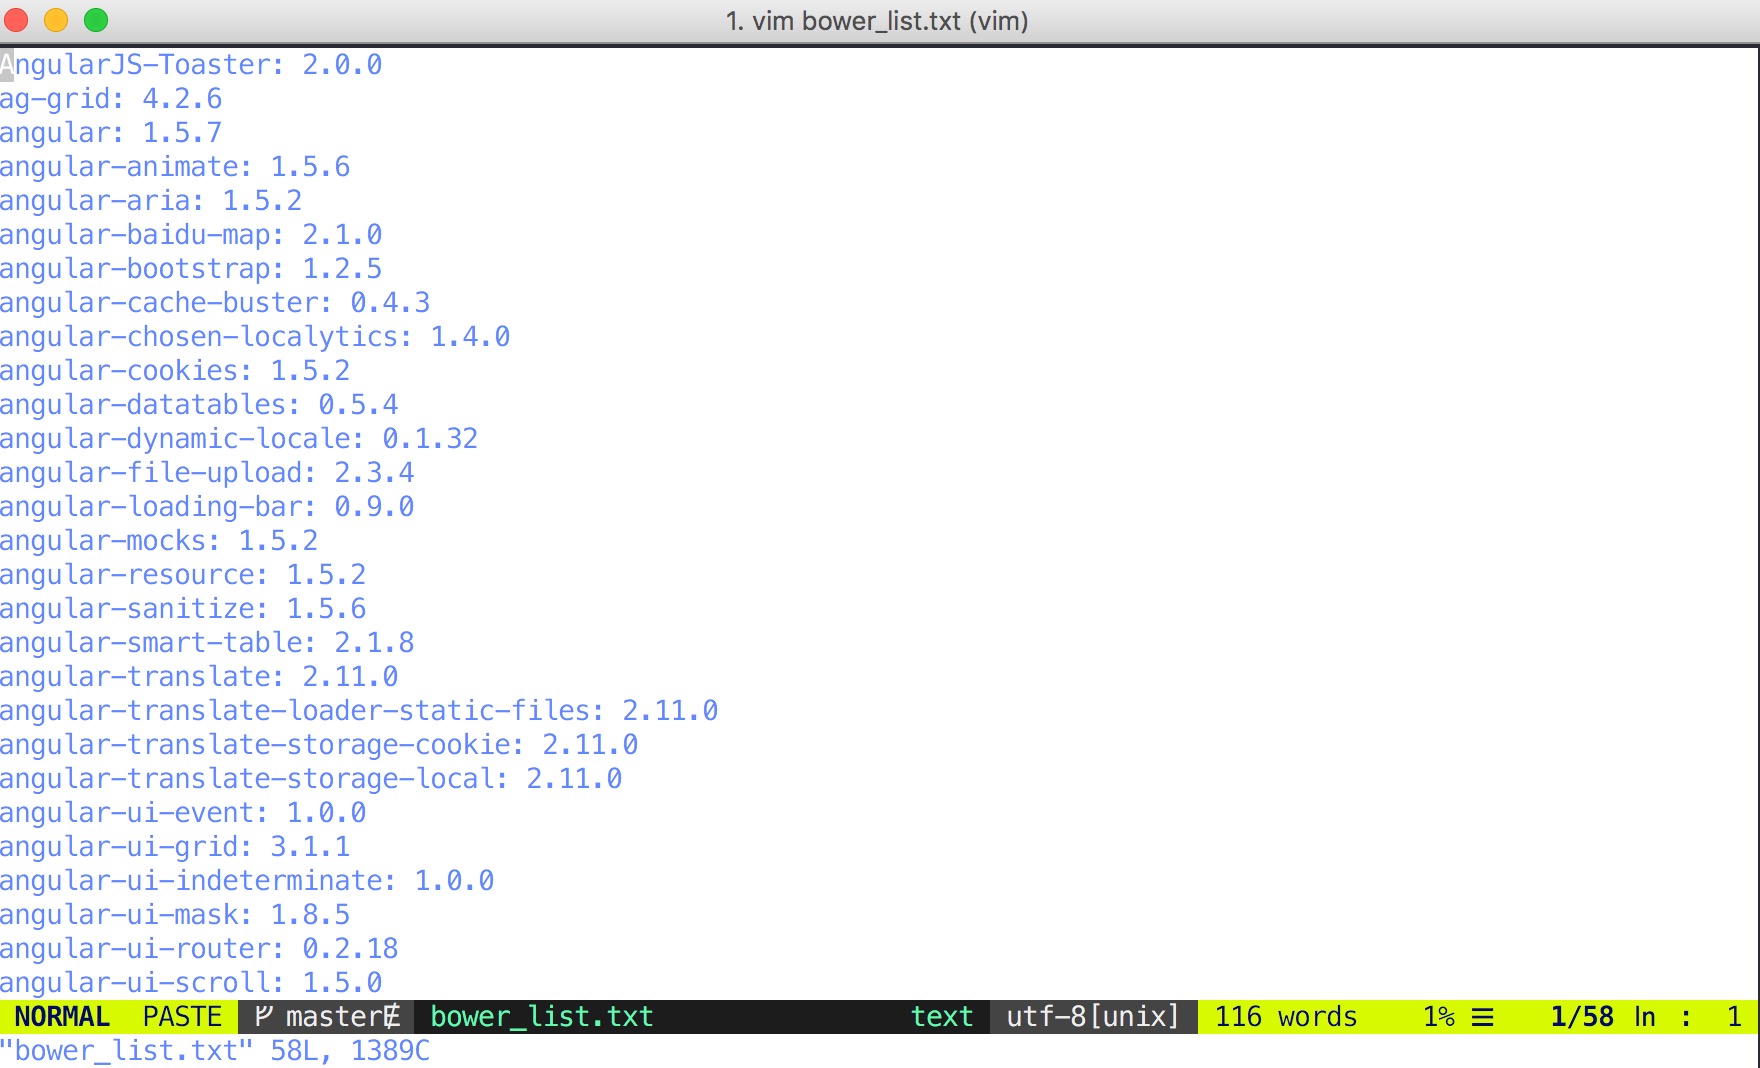 1. vim bower_list.txt (vim)
AngularJS-Toaster: 2.0.0
ag-grid: 4.2.6
angular: 1.5.7
angular-animate: 1.5.6
angular-aria: 1.5.2
angular-baidu-map: 2.1.0
angular-bootstrap: 1.2.5
angular-cache-buster: 0.4.3
angular-chosen-localytics: 1.4.0
angular-cookies: 1.5.2
angular-datatables: 0.5.4
angular-dynamic-locale: 0.1.32
angular-file-upload: 2.3.4
angular-loading-bar: 0.9.0
angular-mocks: 1.5.2
angular-resource: 1.5.2
angular-sanitize: 1.5.6
angular-smart-table: 2.1.8
angular-translate: 2.11.0
angular-translate-loader-static-files: 2.11.0
angular-translate-storage-cookie: 2.11.0
angular-translate-storage-local: 2.11.0
angular-ui-event: 1.0.0
angular-ui-grid: 3.1.1
angular-ui-indeterminate: 1.0.0
angular-ui-mask: 1.8.5
angular-ui-router: 0.2.18
angular-ui-scroll: 1.5.0
NORMAL PASTE ᚹ master∉ bower_list.txt text utf-8[unix] 116 words 1% ☰ 1/58 ln : 1
"bower_list.txt" 58L, 1389C